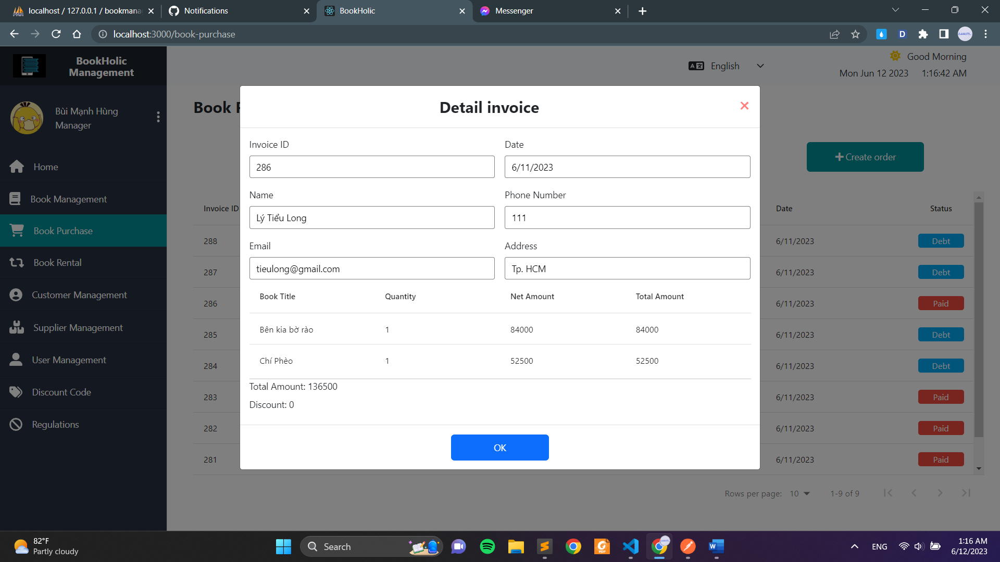 localhost / 127.0.0.1 / bookmana
Notifications
BookHolic
Messenger
localhost:3000/book-purchase
D
BookHolic
Management
Bùi Mạnh Hùng
Manager
Home
Book Management
Book Purchase
Book Rental
Customer Management
Supplier Management
User Management
Discount Code
Regulations
English
Good Morning
Mon Jun 12 2023 1:16:42 AM
Book P
Create order
Invoice ID Date Status
288 6/11/2023 Debt
287 6/11/2023 Debt
286 6/11/2023 Paid
285 6/11/2023 Debt
284 6/11/2023 Debt
283 6/11/2023 Paid
282 6/11/2023 Paid
281 6/11/2023 Paid
Rows per page: 10 1-9 of 9
Detail invoice
Invoice ID Date
286 6/11/2023
Name Phone Number
Lý Tiểu Long 111
Email Address
tieulong@gmail.com Tp. HCM
Book Title Quantity Net Amount Total Amount
Bên kia bờ rào 1 84000 84000
Chí Phèo 1 52500 52500
Total Amount: 136500
Discount: 0
OK
82°F
Partly cloudy
Search
PDF
W
ENG
1:16 AM
6/12/2023